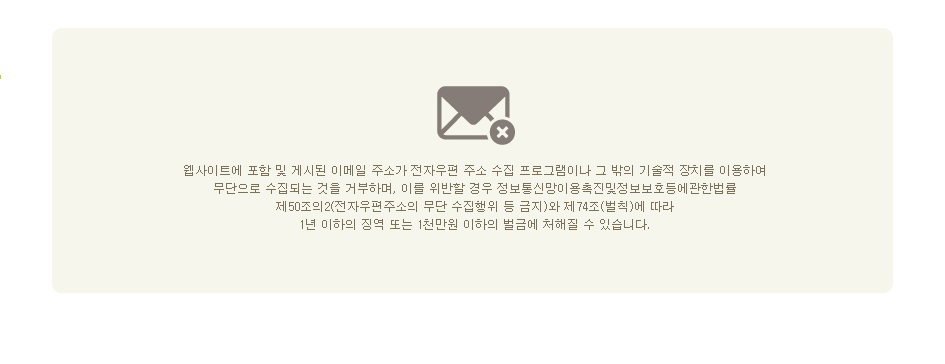 웹사이트에 포함 및 게시된 이메일 주소가 전자우편 주소 수집 프로그램이나 그 밖의 기술적 장치를 이용하여
무단으로 수집되는 것을 거부하며, 이를 위반할 경우 정보통신망이용촉진및정보보호등에관한법률
제50조의2(전자우편주소의 무단 수집행위 등 금지)와 제74조(벌칙)에 따라
1년 이하의 징역 또는 1천만원 이하의 벌금에 처해질 수 있습니다.